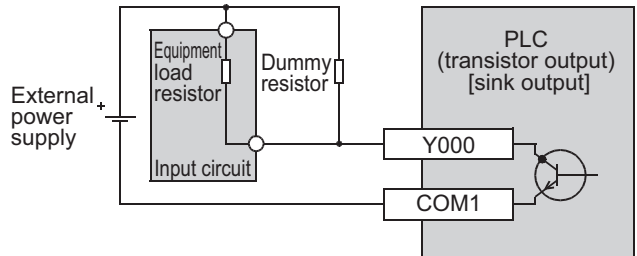 External
power
supply
+
Equipment
load
resistor
Input circuit
Dummy
resistor
PLC
(transistor output)
[sink output]
Y000
COM1